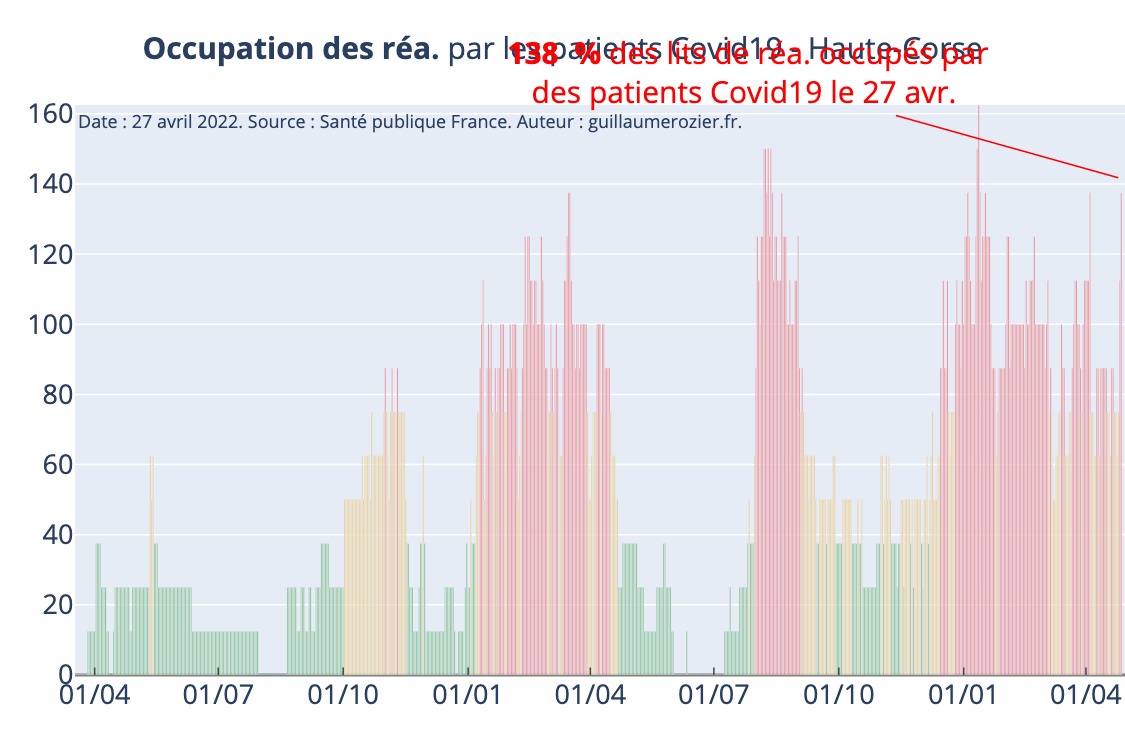 Occupation des réa. par les patients Covid19 - Haute-Corse
138 % des lits de réa. occupés par
des patients Covid19 le 27 avr.
Date : 27 avril 2022. Source : Santé publique France. Auteur : guillaumerozier.fr.
160
140
120
100
80
60
40
20
0
01/04 01/07 01/10 01/01 01/04 01/07 01/10 01/01 01/04